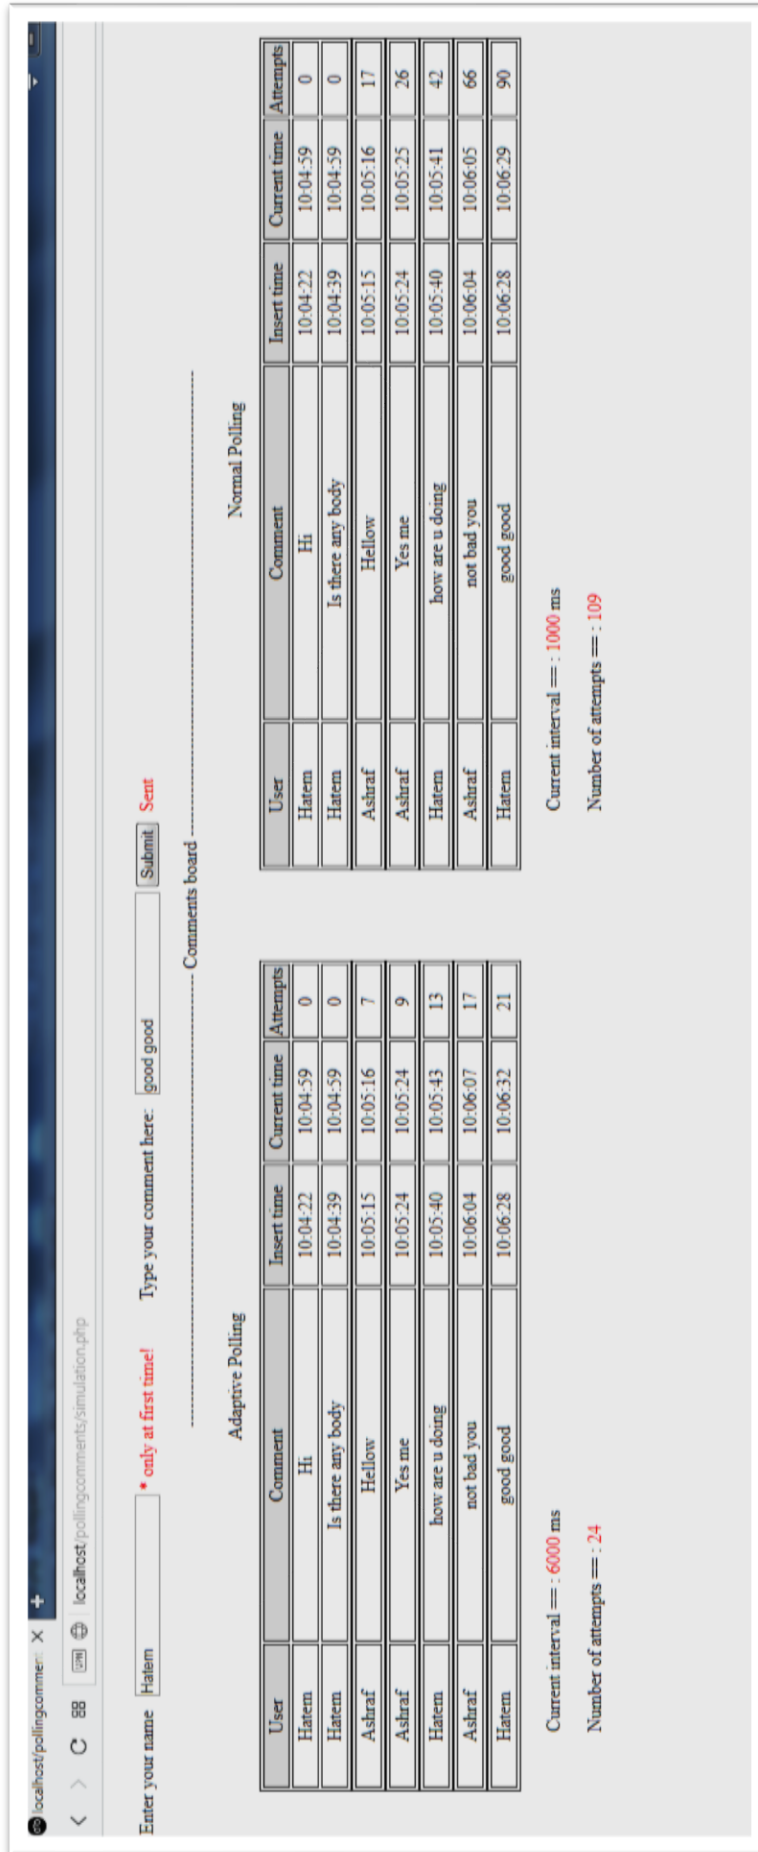 localhost/pollingcommen X +
VPN localhost/pollingcomments/simulation.php
Enter your name Hatem * only at first time! Type your comment here: good good Submit Sent
Comments board
Adaptive Polling
User Comment Insert time Current time Attempts
Hatem Hi 10:04:22 10:04:59 0
Hatem Is there any body 10:04:39 10:04:59 0
Ashraf Hellow 10:05:15 10:05:16 7
Ashraf Yes me 10:05:24 10:05:24 9
Hatem how are u doing 10:05:40 10:05:43 13
Ashraf not bad you 10:06:04 10:06:07 17
Hatem good good 10:06:28 10:06:32 21
Current interval == : 6000 ms
Number of attempts == : 24
Normal Polling
User Comment Insert time Current time Attempts
Hatem Hi 10:04:22 10:04:59 0
Hatem Is there any body 10:04:39 10:04:59 0
Ashraf Hellow 10:05:15 10:05:16 17
Ashraf Yes me 10:05:24 10:05:25 26
Hatem how are u doing 10:05:40 10:05:41 42
Ashraf not bad you 10:06:04 10:06:05 66
Hatem good good 10:06:28 10:06:29 90
Current interval == : 1000 ms
Number of attempts == : 109